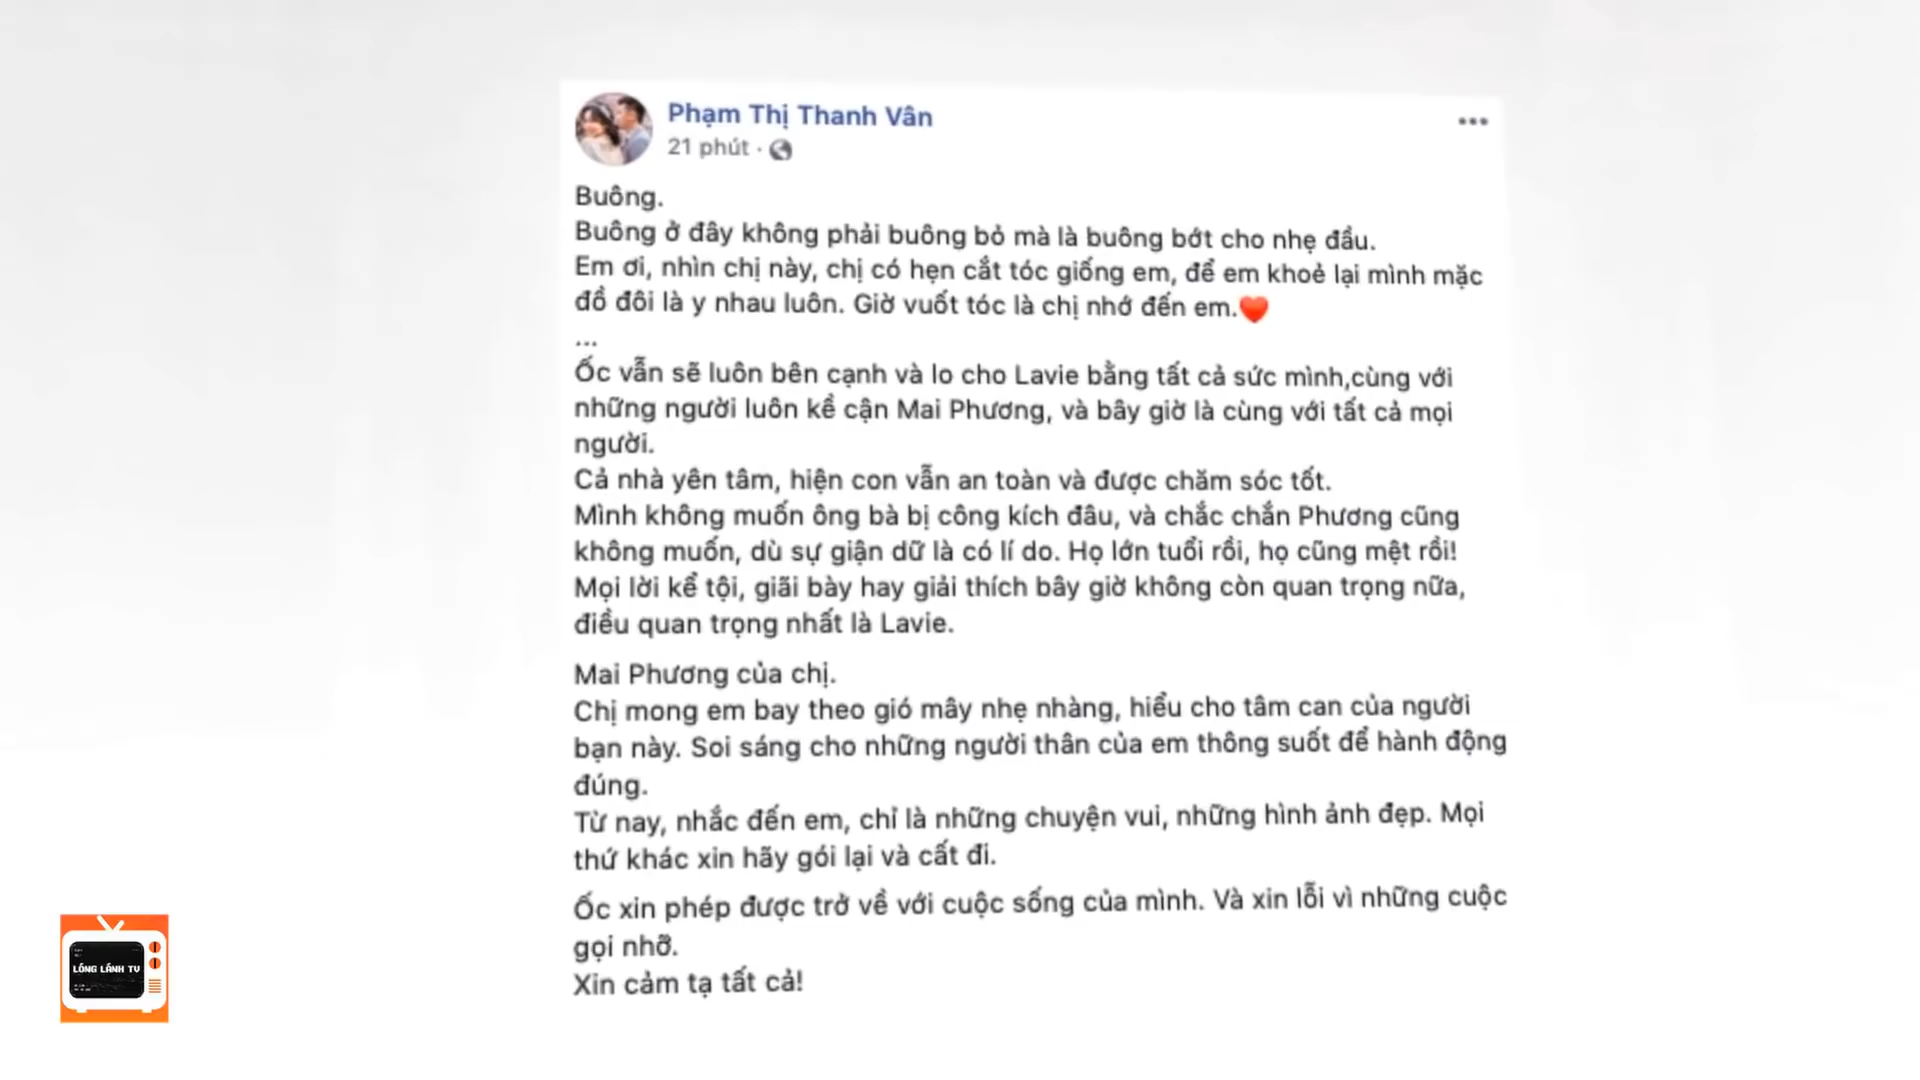 Phạm Thị Thanh Vân
21 phút ·
Buông.
Buông ở đây không phải buông bỏ mà là buông bớt cho nhẹ đầu.
Em ơi, nhìn chị này, chị có hẹn cắt tóc giống em, để em khoẻ lại mình mặc
đồ đôi là y nhau luôn. Giờ vuốt tóc là chị nhớ đến em.❤️
...
Ốc vẫn sẽ luôn bên cạnh và lo cho Lavie bằng tất cả sức mình,cùng với
những người luôn kề cận Mai Phương, và bây giờ là cùng với tất cả mọi
người.
Cả nhà yên tâm, hiện con vẫn an toàn và được chăm sóc tốt.
Mình không muốn ông bà bị công kích đâu, và chắc chắn Phương cũng
không muốn, dù sự giận dữ là có lí do. Họ lớn tuổi rồi, họ cũng mệt rồi!
Mọi lời kể tội, giãi bày hay giải thích bây giờ không còn quan trọng nữa,
điều quan trọng nhất là Lavie.
Mai Phương của chị.
Chị mong em bay theo gió mây nhẹ nhàng, hiểu cho tâm can của người
bạn này. Soi sáng cho những người thân của em thông suốt để hành động
đúng.
Từ nay, nhắc đến em, chỉ là những chuyện vui, những hình ảnh đẹp. Mọi
thứ khác xin hãy gói lại và cất đi.
Ốc xin phép được trở về với cuộc sống của mình. Và xin lỗi vì những cuộc
gọi nhỡ.
Xin cảm tạ tất cả!
LÓNG LÁNH TV